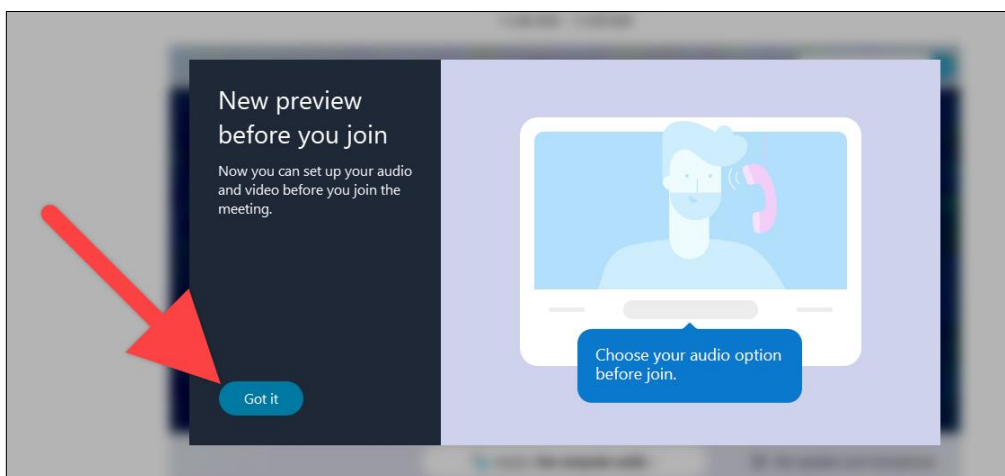 New preview
before you join
Now you can set up your audio
and video before you join the
meeting.
Choose your audio option
before join.
Got it